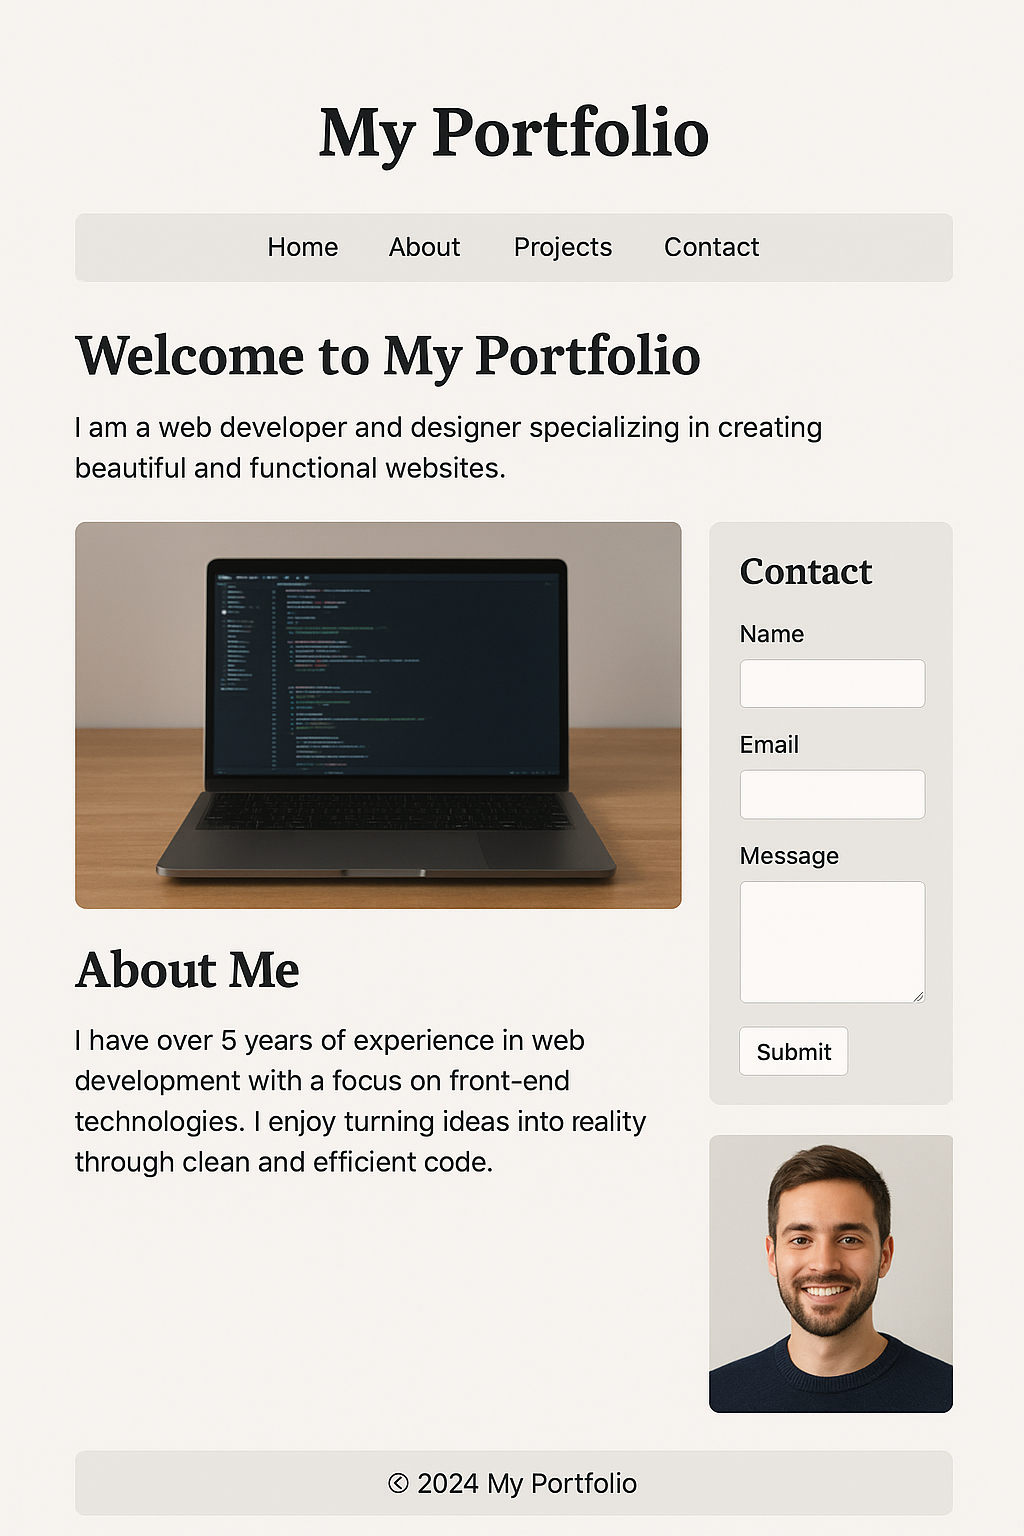 My Portfolio
Home About Projects Contact
Welcome to My Portfolio
I am a web developer and designer specializing in creating
beautiful and functional websites.
Contact
Name
Email
Message
Submit
About Me
I have over 5 years of experience in web
development with a focus on front-end
technologies. I enjoy turning ideas into reality
through clean and efficient code.
© 2024 My Portfolio